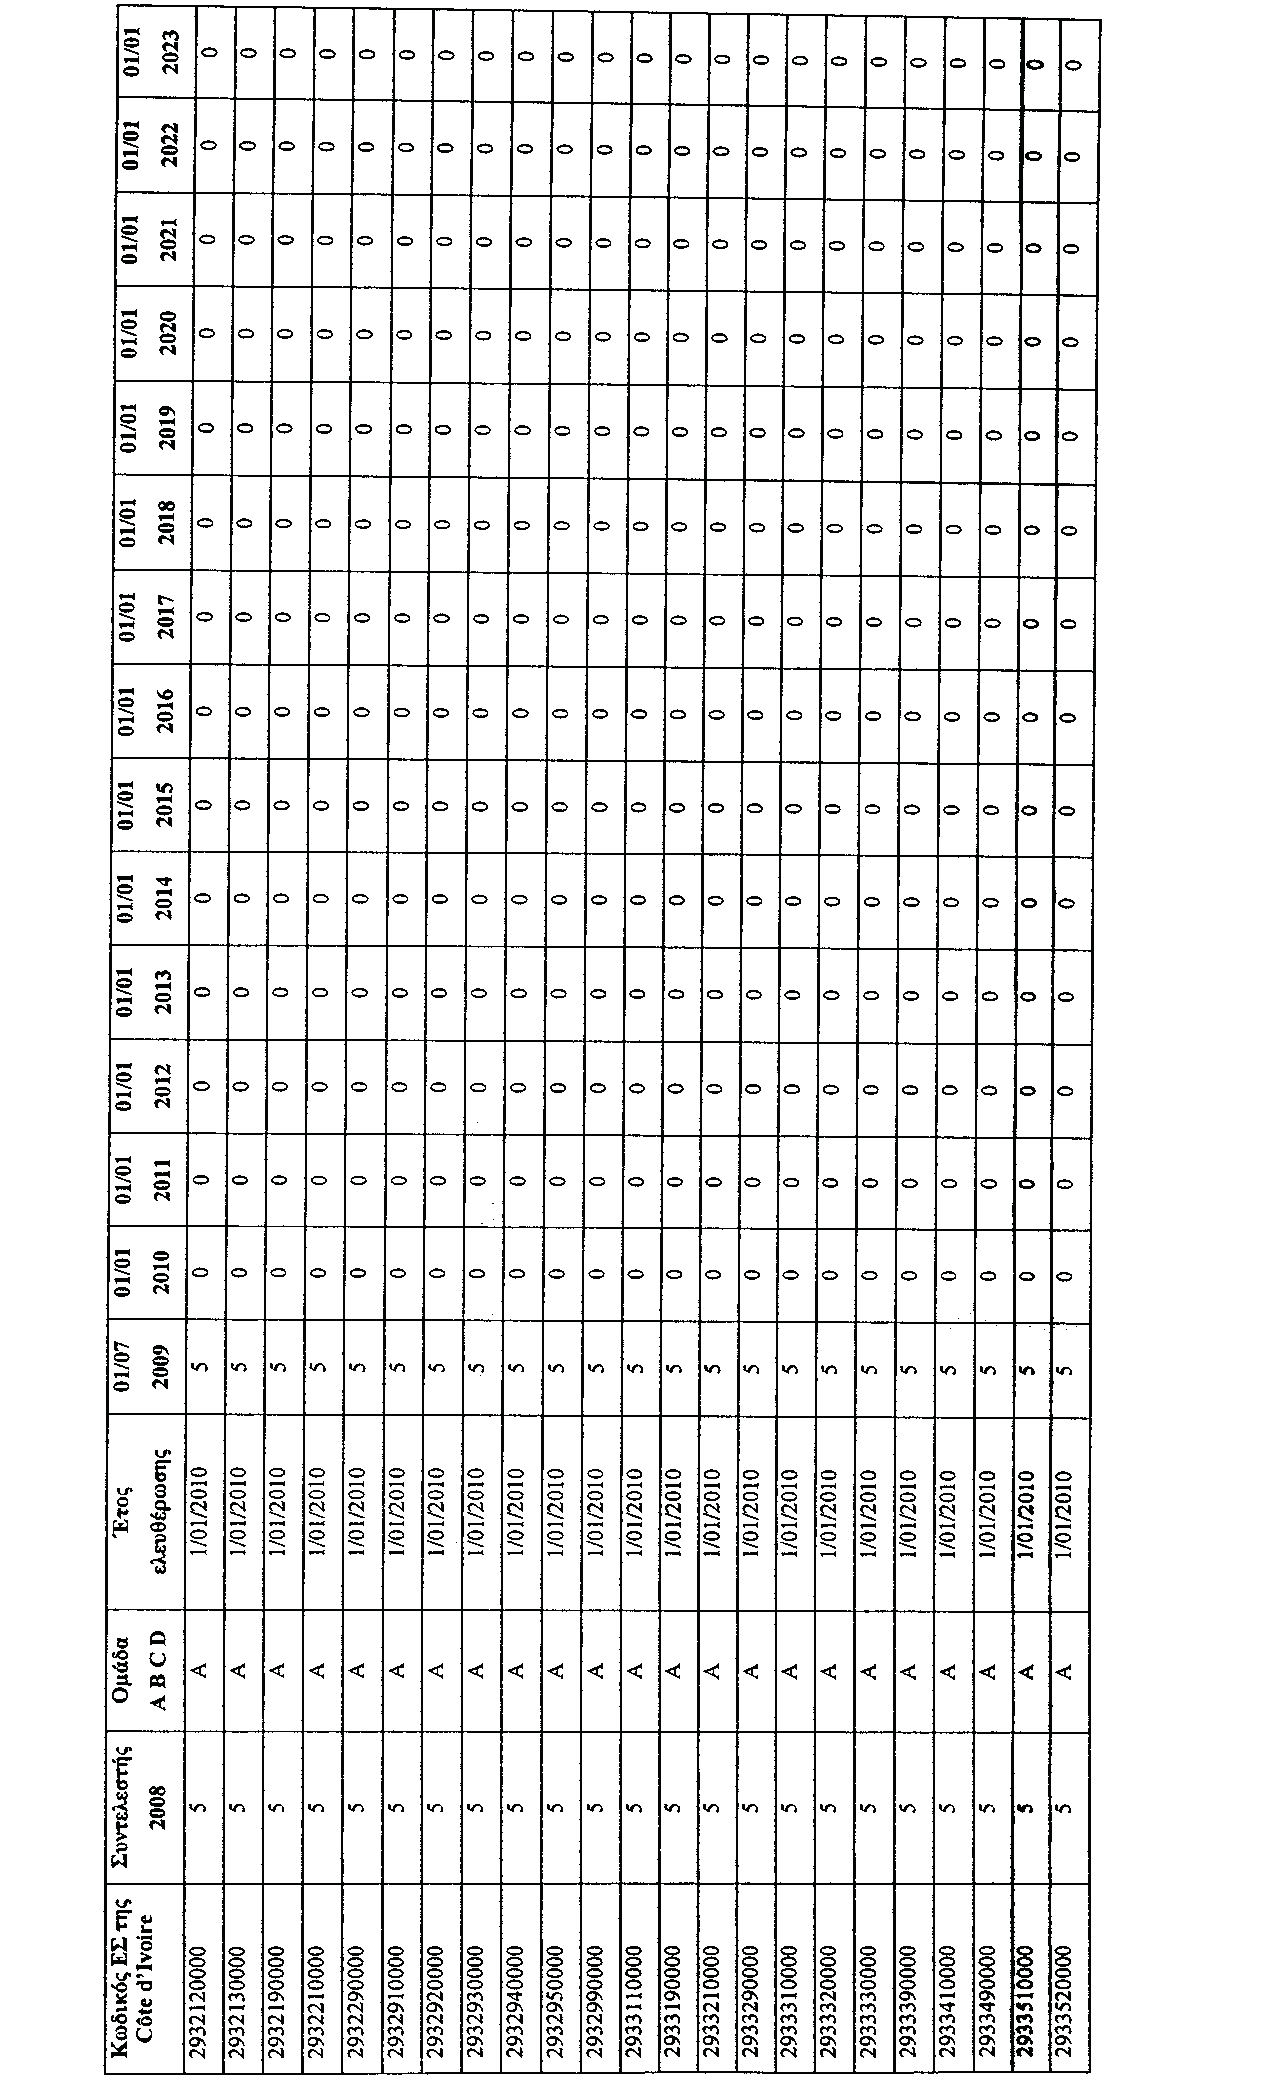 Κοδικός ΕΣ της Côte d'Ivoire Συντελεστής 2008 Ομάδα A B C D Έτος ελευθέρωσης 01/07 2009 01/01 2010 01/01 2011 01/01 2012 01/01 2013 01/01 2014 01/01 2015 01/01 2016 01/01 2017 01/01 2018 01/01 2019 01/01 2020 01/01 2021 01/01 2022 01/01 2023
2932120000 5 A 1/01/2010 5 0 0 0 0 0 0 0 0 0 0 0 0 0 0
2932130000 5 A 1/01/2010 5 0 0 0 0 0 0 0 0 0 0 0 0 0 0
2932190000 5 A 1/01/2010 5 0 0 0 0 0 0 0 0 0 0 0 0 0 0
2932210000 5 A 1/01/2010 5 0 0 0 0 0 0 0 0 0 0 0 0 0 0
2932290000 5 A 1/01/2010 5 0 0 0 0 0 0 0 0 0 0 0 0 0 0
2932910000 5 A 1/01/2010 5 0 0 0 0 0 0 0 0 0 0 0 0 0 0
2932920000 5 A 1/01/2010 5 0 0 0 0 0 0 0 0 0 0 0 0 0 0
2932930000 5 A 1/01/2010 5 0 0 0 0 0 0 0 0 0 0 0 0 0 0
2932940000 5 A 1/01/2010 5 0 0 0 0 0 0 0 0 0 0 0 0 0 0
2932950000 5 A 1/01/2010 5 0 0 0 0 0 0 0 0 0 0 0 0 0 0
2932990000 5 A 1/01/2010 5 0 0 0 0 0 0 0 0 0 0 0 0 0 0
2933110000 5 A 1/01/2010 5 0 0 0 0 0 0 0 0 0 0 0 0 0 0
2933190000 5 A 1/01/2010 5 0 0 0 0 0 0 0 0 0 0 0 0 0 0
2933210000 5 A 1/01/2010 5 0 0 0 0 0 0 0 0 0 0 0 0 0 0
2933290000 5 A 1/01/2010 5 0 0 0 0 0 0 0 0 0 0 0 0 0 0
2933310000 5 A 1/01/2010 5 0 0 0 0 0 0 0 0 0 0 0 0 0 0
2933320000 5 A 1/01/2010 5 0 0 0 0 0 0 0 0 0 0 0 0 0 0
2933330000 5 A 1/01/2010 5 0 0 0 0 0 0 0 0 0 0 0 0 0 0
2933390000 5 A 1/01/2010 5 0 0 0 0 0 0 0 0 0 0 0 0 0 0
2933410000 5 A 1/01/2010 5 0 0 0 0 0 0 0 0 0 0 0 0 0 0
2933490000 5 A 1/01/2010 5 0 0 0 0 0 0 0 0 0 0 0 0 0 0
2933510000 5 A 1/01/2010 5 0 0 0 0 0 0 0 0 0 0 0 0 0 0
2933520000 5 A 1/01/2010 5 0 0 0 0 0 0 0 0 0 0 0 0 0 0